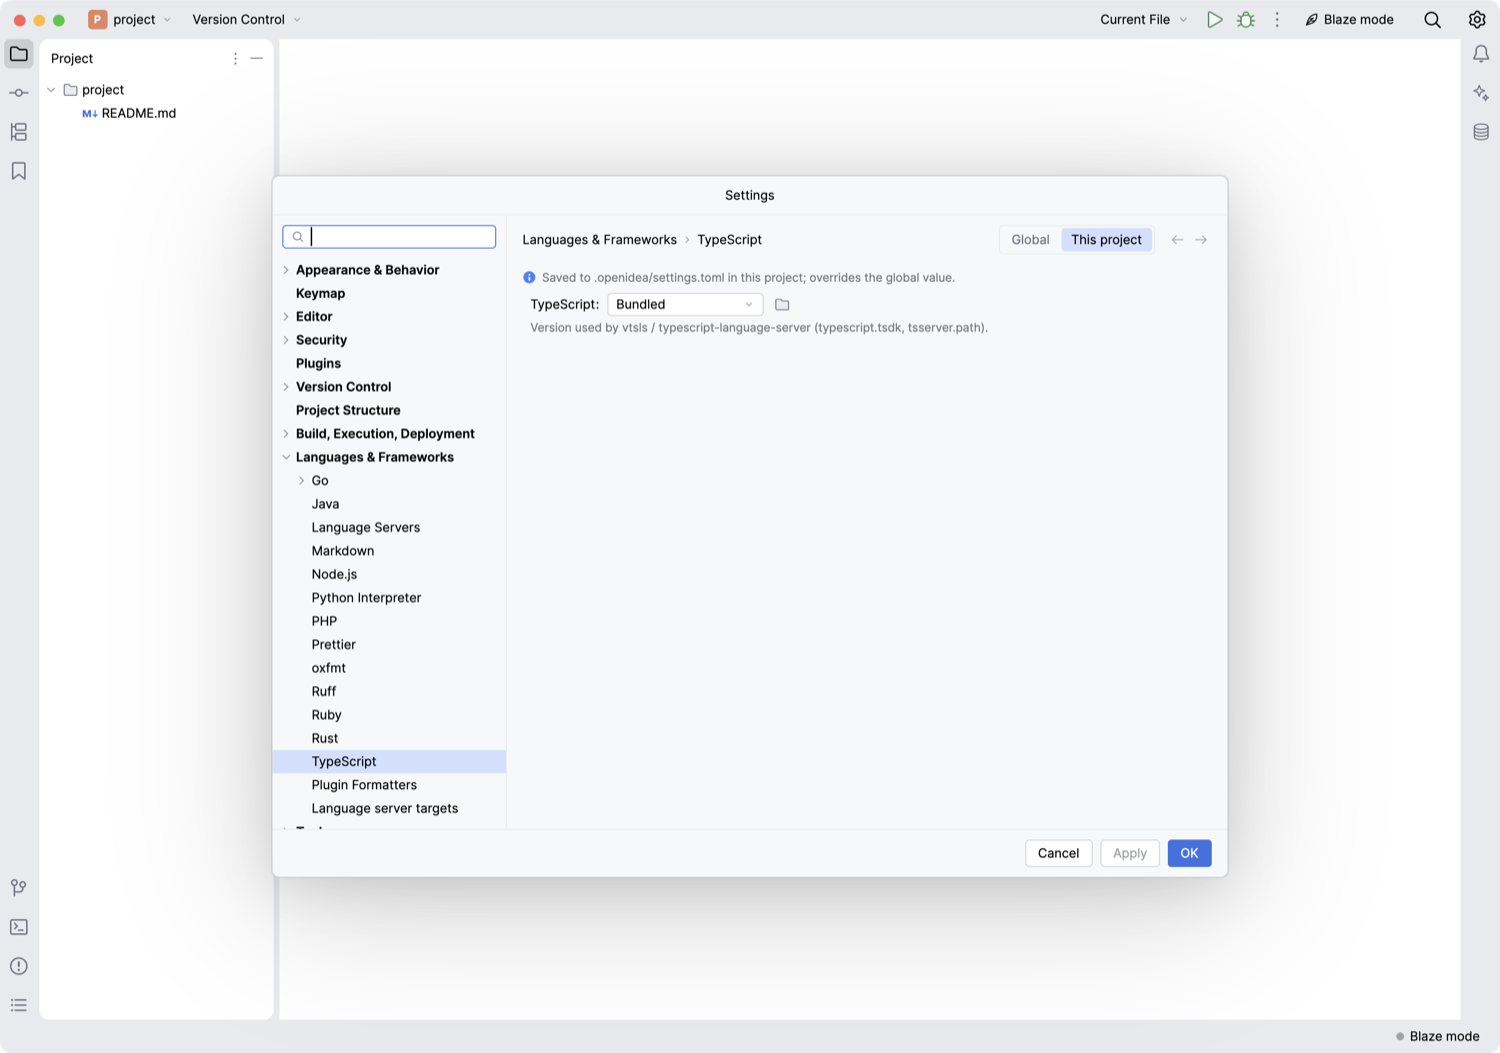 P project
Version Control
Current File
Blaze mode
Project
project
M↓ README.md
Settings
Languages & Frameworks › TypeScript
Global
This project
Appearance & Behavior
Keymap
Editor
Security
Plugins
Version Control
Project Structure
Build, Execution, Deployment
Languages & Frameworks
Go
Java
Language Servers
Markdown
Node.js
Python Interpreter
PHP
Prettier
oxfmt
Ruff
Ruby
Rust
TypeScript
Plugin Formatters
Language server targets
Saved to .openidea/settings.toml in this project; overrides the global value.
TypeScript: Bundled
Version used by vtsls / typescript-language-server (typescript.tsdk, tsserver.path).
Cancel
Apply
OK
Blaze mode